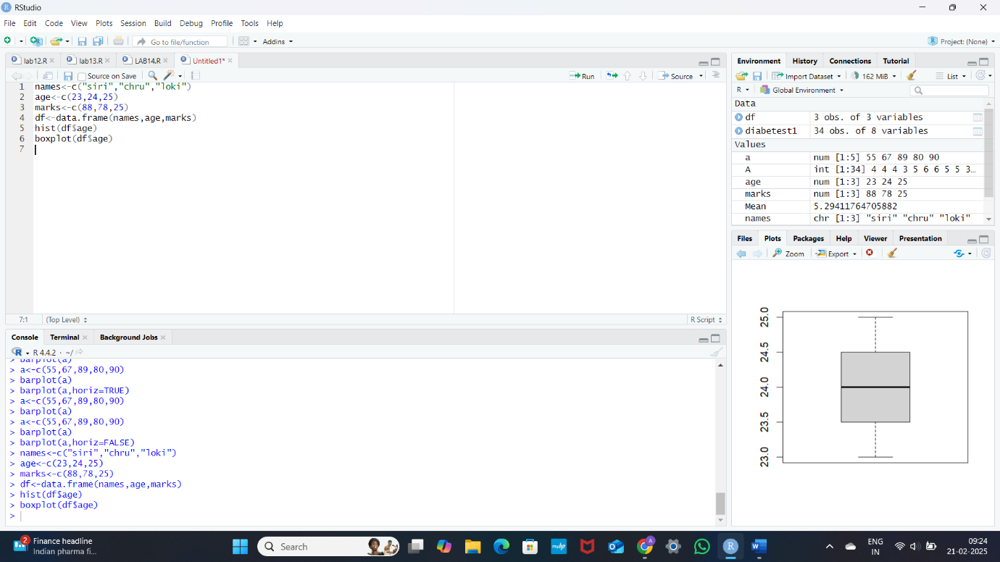 RStudio
File Edit Code View Plots Session Build Debug Profile Tools Help
Go to file/function Addins Project: (None)
lab12.R lab13.R LAB14.R Untitled1*
Source on Save Run Source
1 names<-c("siri","chru","loki")
2 age<-c(23,24,25)
3 marks<-c(88,78,25)
4 df<-data.frame(names,age,marks)
5 hist(df$age)
6 boxplot(df$age)
7
7:1 (Top Level) R Script
Console Terminal Background Jobs
R 4.4.2 · ~/
> barplot(a)
> a<-c(55,67,89,80,90)
> barplot(a)
> barplot(a,horiz=TRUE)
> a<-c(55,67,89,80,90)
> barplot(a)
> a<-c(55,67,89,80,90)
> barplot(a)
> barplot(a,horiz=FALSE)
> names<-c("siri","chru","loki")
> age<-c(23,24,25)
> marks<-c(88,78,25)
> df<-data.frame(names,age,marks)
> hist(df$age)
> boxplot(df$age)
>
Environment History Connections Tutorial
Import Dataset 162 MiB List
R Global Environment
Data
df 3 obs. of 3 variables
diabetest1 34 obs. of 8 variables
Values
a num [1:5] 55 67 89 80 90
A int [1:34] 4 4 4 3 5 6 6 5 5 3…
age num [1:3] 23 24 25
marks num [1:3] 88 78 25
Mean 5.29411764705882
names chr [1:3] "siri" "chru" "loki"
Files Plots Packages Help Viewer Presentation
Zoom Export
25.0
24.5
24.0
23.5
23.0
2 Finance headline
Indian pharma fi...
Search
myhp
A
W
ENG
IN
09:24
21-02-2025